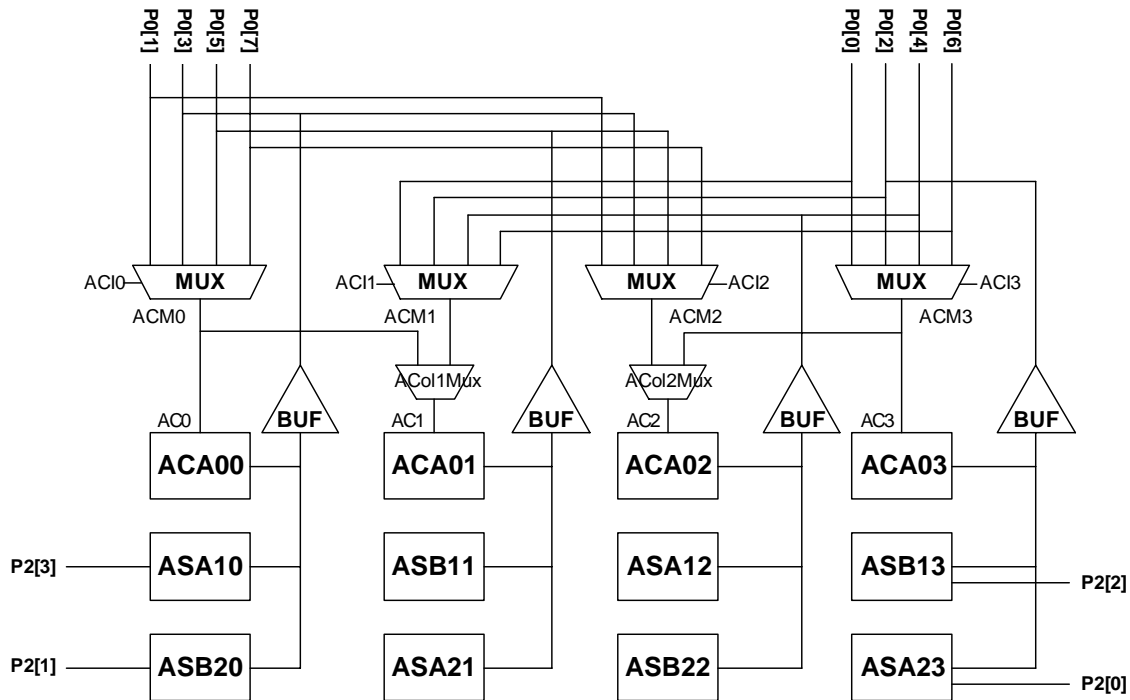 P0[1] P0[3] P0[5] P0[7] P0[0] P0[2] P0[4] P0[6]
ACI0 MUX ACI1 MUX MUX ACI2 MUX ACI3
ACM0 ACM1 ACM2 ACM3
ACol1Mux ACol2Mux
AC0 BUF AC1 BUF AC2 BUF AC3 BUF
ACA00 ACA01 ACA02 ACA03
P2[3] ASA10 ASB11 ASA12 ASB13
P2[2]
P2[1] ASB20 ASA21 ASB22 ASA23
P2[0]